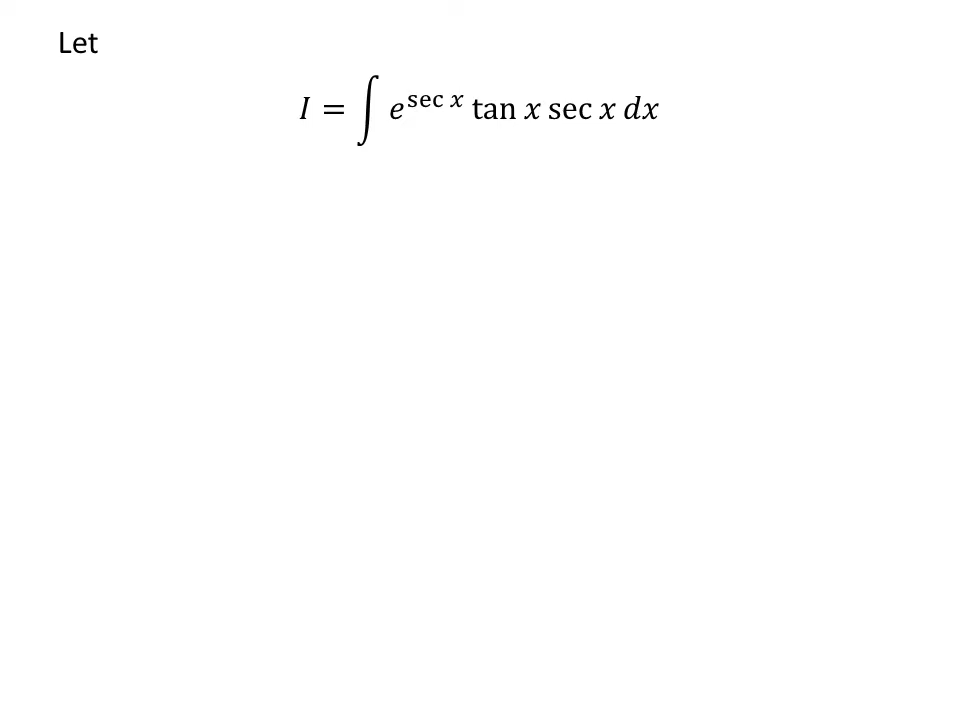 Let
𝐼 = ∫ 𝑒^{sec 𝑥} tan 𝑥 sec 𝑥 𝑑𝑥